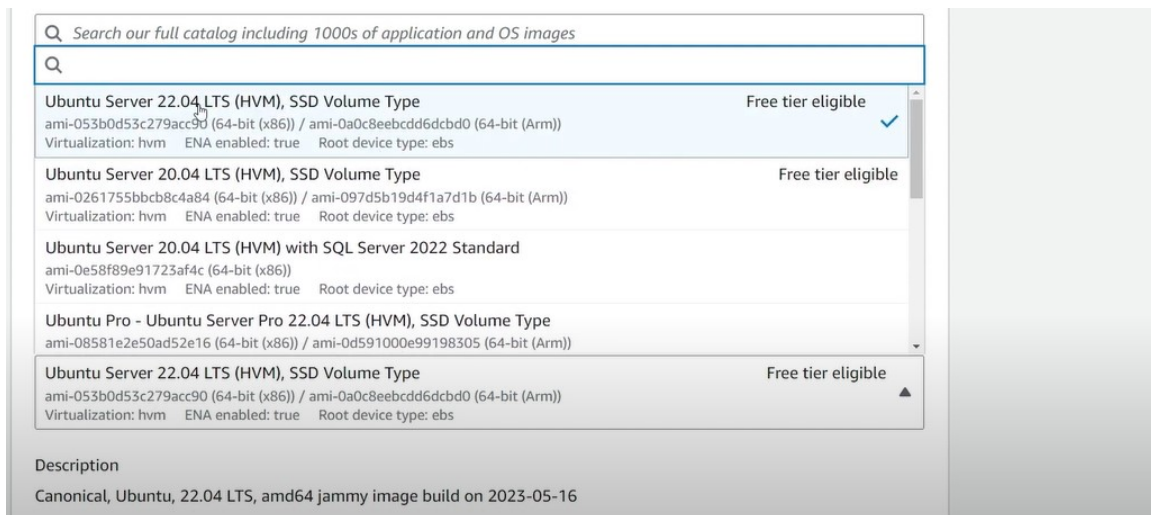 Search our full catalog including 1000s of application and OS images
Ubuntu Server 22.04 LTS (HVM), SSD Volume Type Free tier eligible
ami-053b0d53c279acc90 (64-bit (x86)) / ami-0a0c8eebcdd6dcbd0 (64-bit (Arm))
Virtualization: hvm ENA enabled: true Root device type: ebs
Ubuntu Server 20.04 LTS (HVM), SSD Volume Type Free tier eligible
ami-0261755bbcb8c4a84 (64-bit (x86)) / ami-097d5b19d4f1a7d1b (64-bit (Arm))
Virtualization: hvm ENA enabled: true Root device type: ebs
Ubuntu Server 20.04 LTS (HVM) with SQL Server 2022 Standard
ami-0e58f89e91723af4c (64-bit (x86))
Virtualization: hvm ENA enabled: true Root device type: ebs
Ubuntu Pro - Ubuntu Server Pro 22.04 LTS (HVM), SSD Volume Type
ami-08581e2e50ad52e16 (64-bit (x86)) / ami-0d591000e99198305 (64-bit (Arm))
Ubuntu Server 22.04 LTS (HVM), SSD Volume Type Free tier eligible
ami-053b0d53c279acc90 (64-bit (x86)) / ami-0a0c8eebcdd6dcbd0 (64-bit (Arm))
Virtualization: hvm ENA enabled: true Root device type: ebs
Description
Canonical, Ubuntu, 22.04 LTS, amd64 jammy image build on 2023-05-16